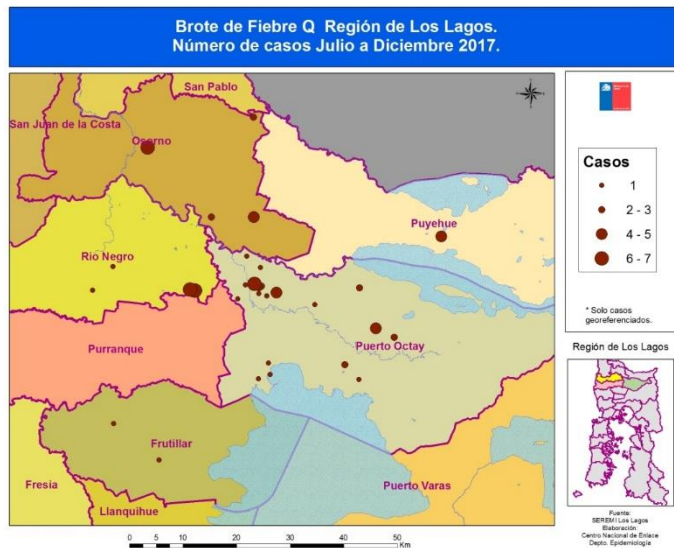 Brote de Fiebre Q Región de Los Lagos.
Número de casos Julio a Diciembre 2017.
San Pablo
San Juan de la Costa
Osorno
Puyehue
Río Negro
Purranque
Puerto Octay
Frutillar
Fresia
Puerto Varas
Llanquihue
Casos
1
2 - 3
4 - 5
6 - 7
* Solo casos
georeferenciados.
Región de Los Lagos
Fuente:
SEREMI Los Lagos
Elaboración:
Centro Nacional de Enlace
Depto. Epidemiología
0 5 10 20 30 40 50
Km